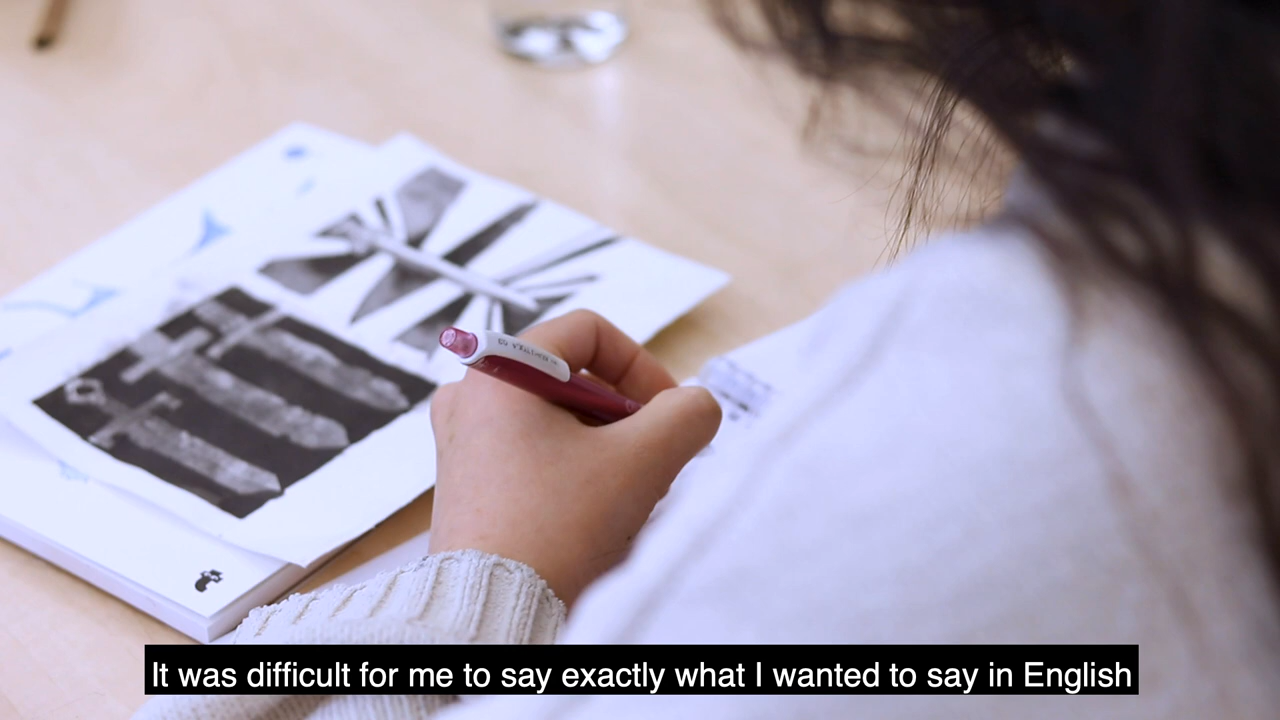 It was difficult for me to say exactly what I wanted to say in English